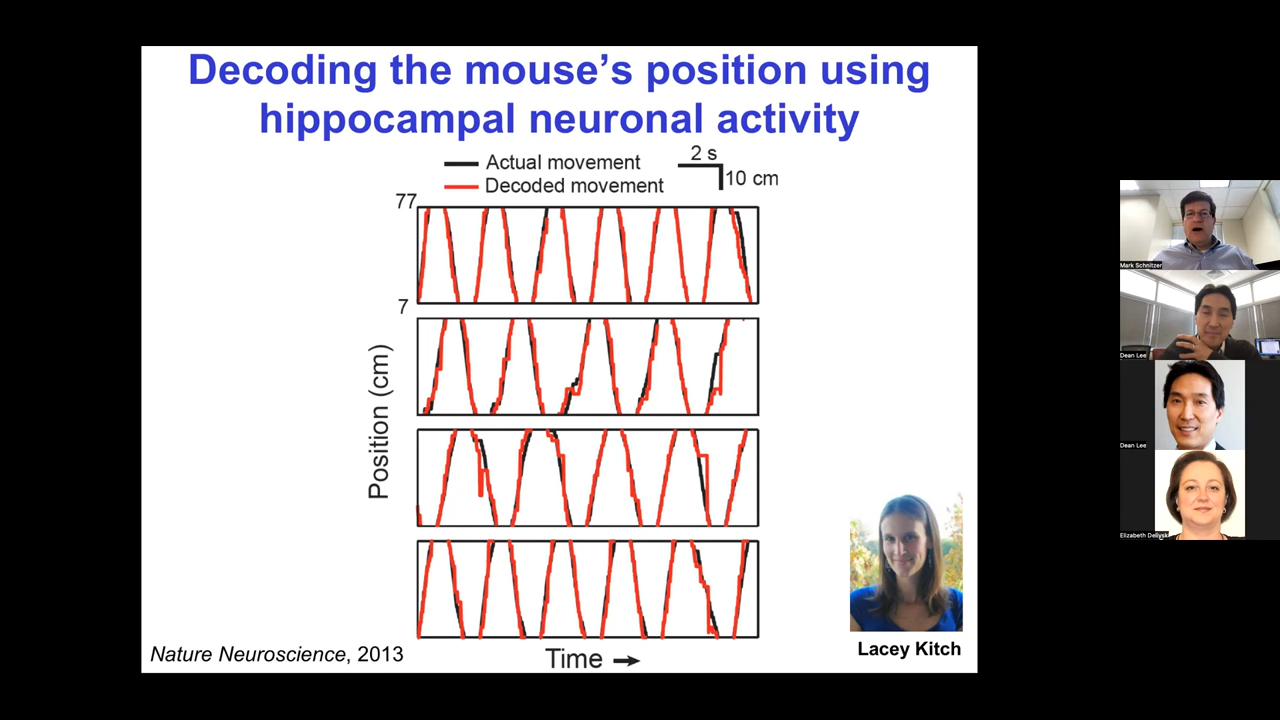 Decoding the mouse's position using
hippocampal neuronal activity
Actual movement
Decoded movement
2 s
10 cm
77
7
Position (cm)
Time
Nature Neuroscience, 2013
Lacey Kitch
Mark Schnitzer
Dean Lee
Dean Lee
Elizabeth